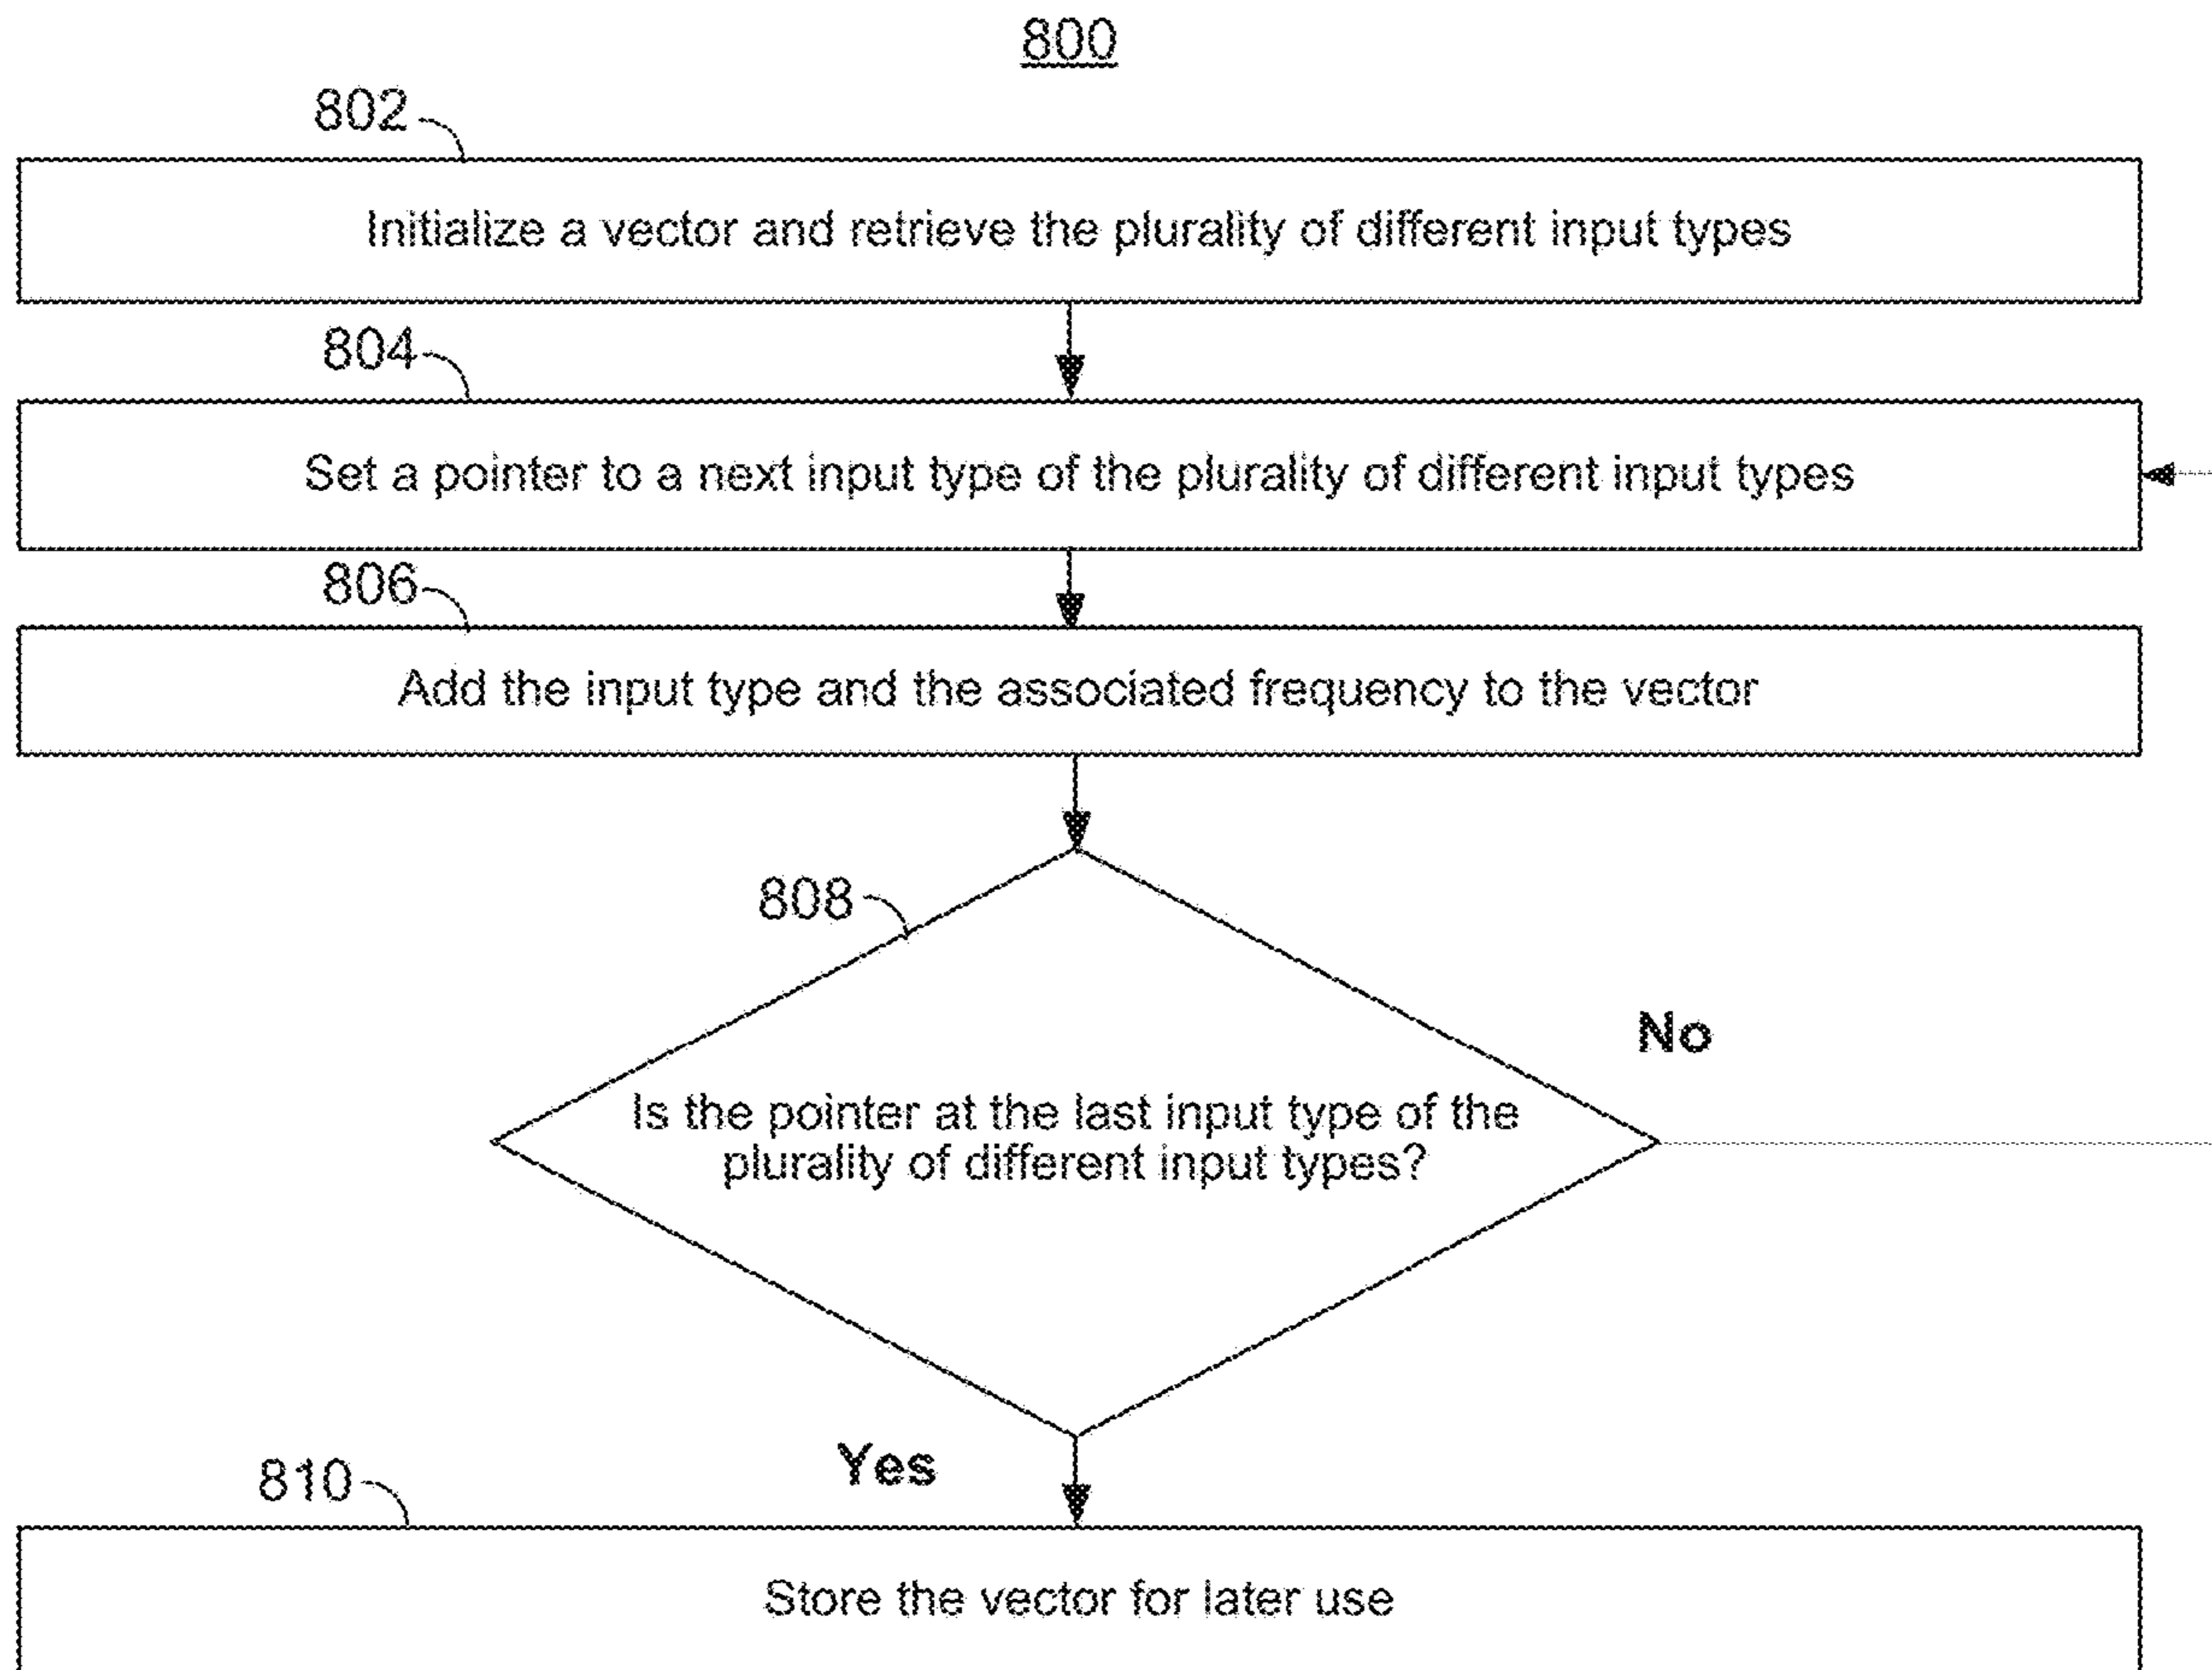 800
802
Initialize a vector and retrieve the plurality of different input types
804
Set a pointer to a next input type of the plurality of different input types
806
Add the input type and the associated frequency to the vector
808
No
Is the pointer at the last input type of the
plurality of different input types?
Yes
810
Store the vector for later use